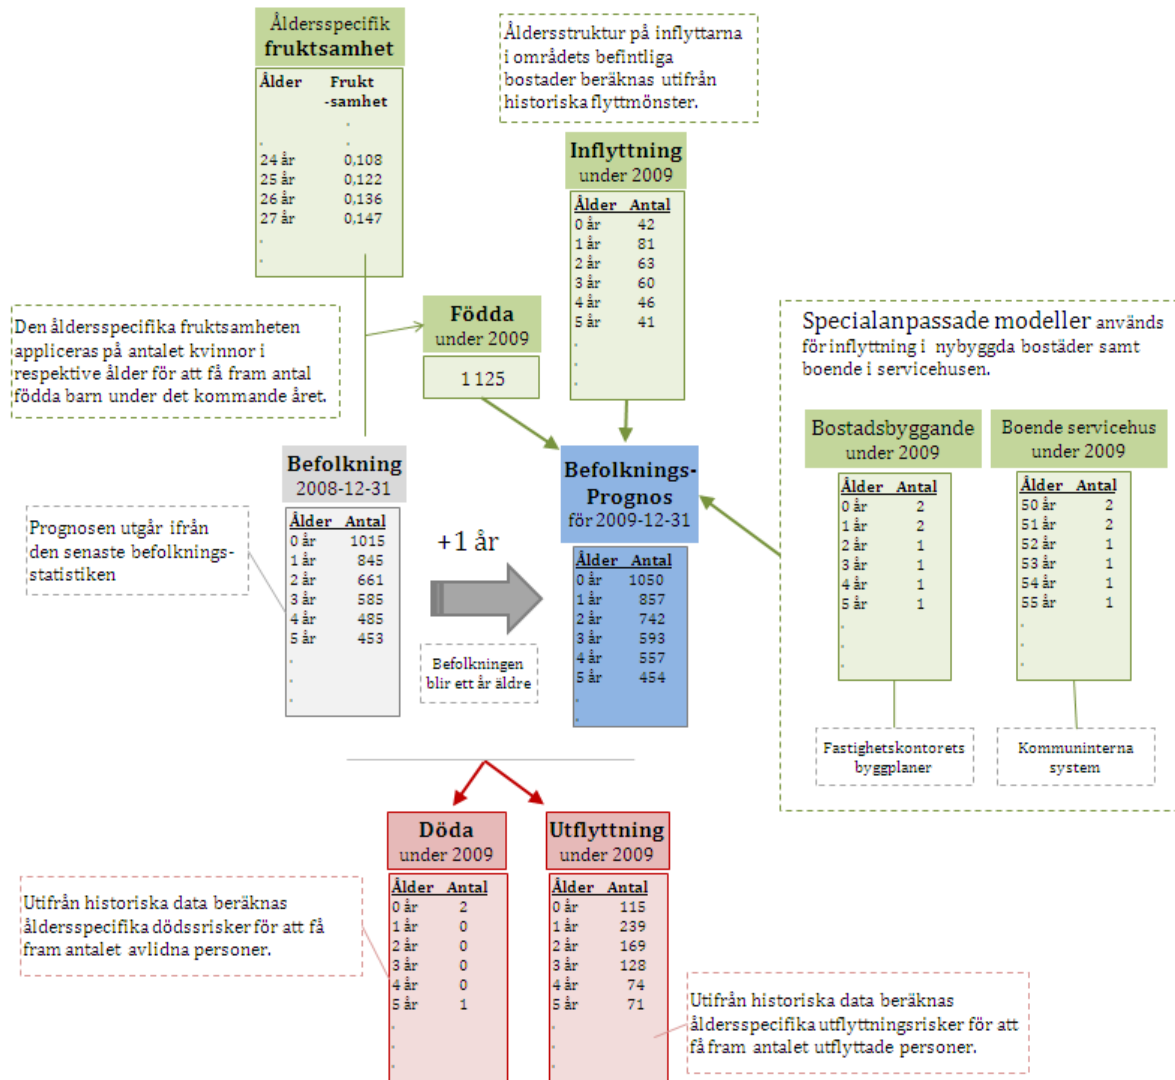 Åldersspecifik
fruktsamhet
Ålder Frukt
-samhet
.
. .
24 år 0,108
25 år 0,122
26 år 0,136
27 år 0,147
.
.
Åldersstruktur på inflyttarna
i områdets befintliga
bostader beräknas utifrån
historiska flyttmönster.
Inflyttning
under 2009
Ålder Antal
0 år 42
1 år 81
2 år 63
3 år 60
4 år 46
5 år 41
.
.
.
Den åldersspecifika fruktsamheten
appliceras på antalet kvinnor i
respektive ålder för att få fram antal
födda barn under det kommande året.
Födda
under 2009
1 125
Specialanpassade modeller används
för inflyttning i nybyggda bostäder samt
boende i servicehusen.
Bostadsbyggande
under 2009
Ålder Antal
0 år 2
1 år 2
2 år 1
3 år 1
4 år 1
5 år 1
.
.
.
Fastighetskontorets
byggplaner
Boende servicehus
under 2009
Ålder Antal
50 år 2
51 år 2
52 år 1
53 år 1
54 år 1
55 år 1
.
.
.
Kommuninterna
system
Prognosen utgår ifrån
den senaste befolknings-
statistiken
Befolkning
2008-12-31
Ålder Antal
0 år 1015
1 år 845
2 år 661
3 år 585
4 år 485
5 år 453
.
.
.
+1 år
Befolkningen
blir ett år äldre
Befolknings-
Prognos
för 2009-12-31
Ålder Antal
0 år 1050
1 år 857
2 år 742
3 år 593
4 år 557
5 år 454
.
.
Döda
under 2009
Ålder Antal
0 år 2
1 år 0
2 år 0
3 år 0
4 år 0
5 år 1
.
.
.
Utflyttning
under 2009
Ålder Antal
0 år 115
1 år 239
2 år 169
3 år 128
4 år 74
5 år 71
.
.
.
Utifrån historiska data beräknas
åldersspecifika dödssrisker för att få
fram antalet avlidna personer.
Utifrån historiska data beräknas
åldersspecifika utflyttningsrisker för att
få fram antalet utflyttade personer.